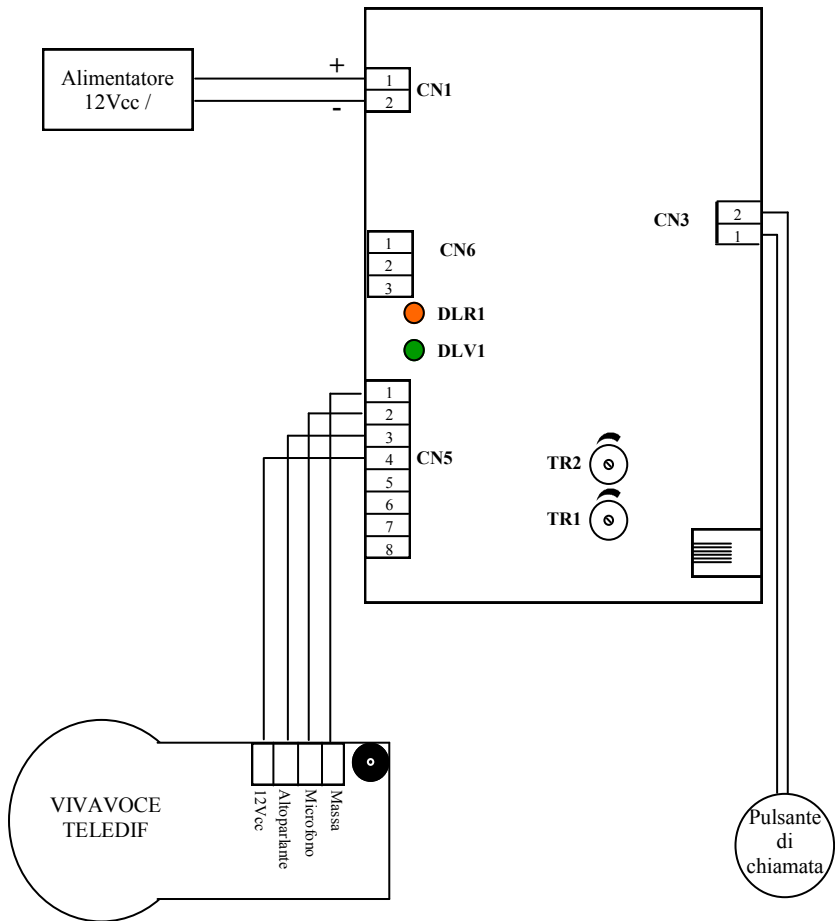 Alimentatore
12Vcc /
+
-
1
2
CN1
CN3
2
1
1
2
3
CN6
DLR1
DLV1
1
2
3
4
5
6
7
8
CN5
TR2
TR1
VIVAVOCE
TELEDIF
12Vcc
Altoparlante
Microfono
Massa
Pulsante
di
chiamata